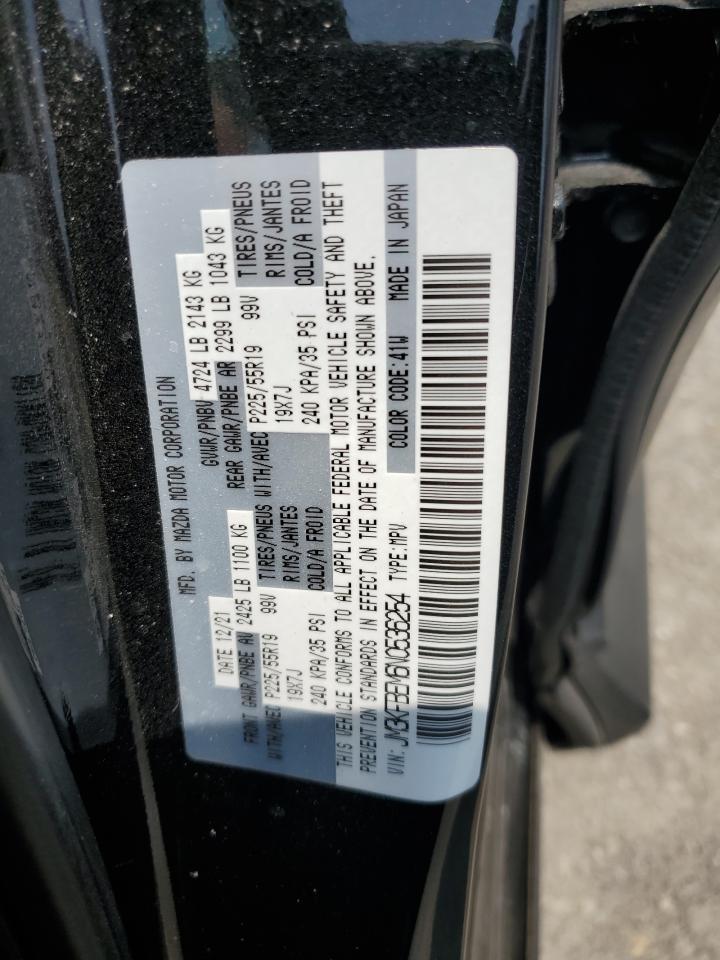 MFD. BY MAZDA MOTOR CORPORATION
DATE 12/21 GVWR/PNBV 4724 LB 2143 KG
FRONT GAWR/PNBE AV 2425 LB 1100 KG REAR GAWR/PNBE AR 2299 LB 1043 KG
WITH/AVEC P225/55R19 99V TIRES/PNEUS WITH/AVEC P225/55R19 99V TIRES/PNEUS
19X7J RIMS/JANTES 19X7J RIMS/JANTES
240 KPA/35 PSI COLD/A FROID 240 KPA/35 PSI COLD/A FROID
THIS VEHICLE CONFORMS TO ALL APPLICABLE FEDERAL MOTOR VEHICLE SAFETY AND THEFT
PREVENTION STANDARDS IN EFFECT ON THE DATE OF MANUFACTURE SHOWN ABOVE.
VIN: JM3KFBEM6N0536254 TYPE:MPV COLOR CODE:41W MADE IN JAPAN